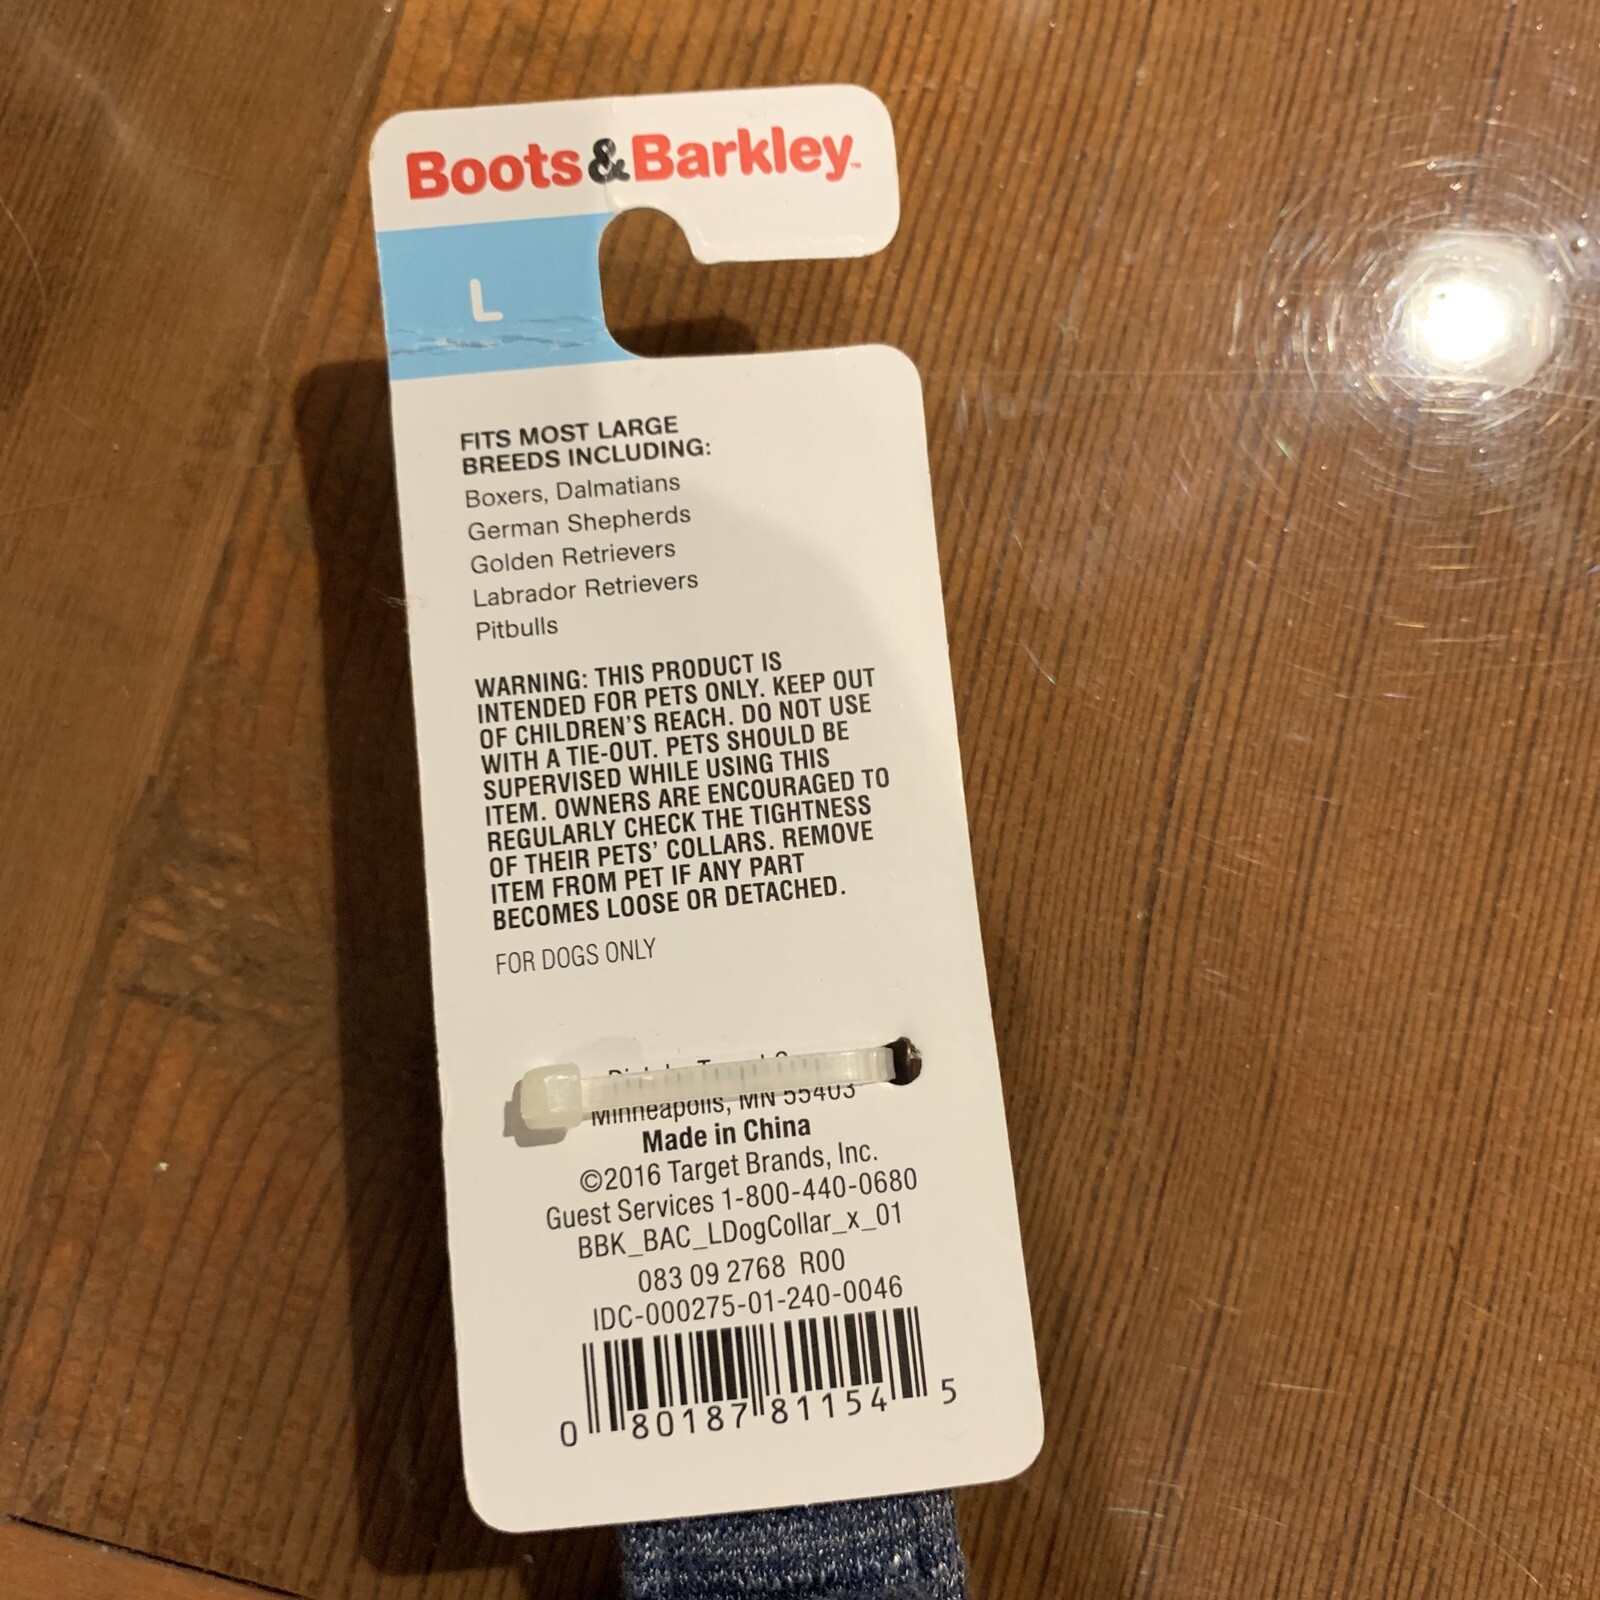 Boots&Barkley™
L
FITS MOST LARGE
BREEDS INCLUDING:
Boxers, Dalmatians
German Shepherds
Golden Retrievers
Labrador Retrievers
Pitbulls
WARNING: THIS PRODUCT IS
INTENDED FOR PETS ONLY. KEEP OUT
OF CHILDREN'S REACH. DO NOT USE
WITH A TIE-OUT. PETS SHOULD BE
SUPERVISED WHILE USING THIS
ITEM. OWNERS ARE ENCOURAGED TO
REGULARLY CHECK THE TIGHTNESS
OF THEIR PETS' COLLARS. REMOVE
ITEM FROM PET IF ANY PART
BECOMES LOOSE OR DETACHED.
FOR DOGS ONLY
Minneapolis, MN 55403
Made in China
©2016 Target Brands, Inc.
Guest Services 1-800-440-0680
BBK_BAC_LDogCollar_x_01
083 09 2768 R00
IDC-000275-01-240-0046
0 80187 81154 5